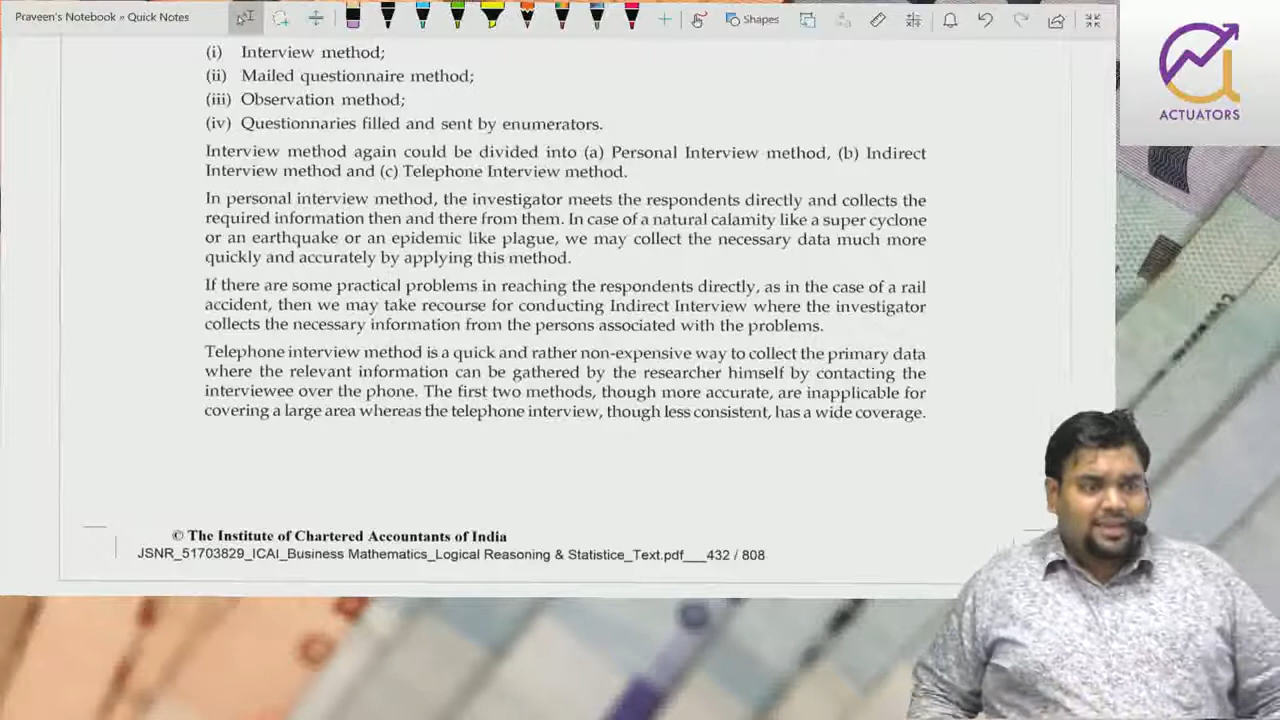 Praveen's Notebook » Quick Notes
Shapes
ACTUATORS
(i) Interview method;
(ii) Mailed questionnaire method;
(iii) Observation method;
(iv) Questionnaries filled and sent by enumerators.
Interview method again could be divided into (a) Personal Interview method, (b) Indirect
Interview method and (c) Telephone Interview method.
In personal interview method, the investigator meets the respondents directly and collects the
required information then and there from them. In case of a natural calamity like a super cyclone
or an earthquake or an epidemic like plague, we may collect the necessary data much more
quickly and accurately by applying this method.
If there are some practical problems in reaching the respondents directly, as in the case of a rail
accident, then we may take recourse for conducting Indirect Interview where the investigator
collects the necessary information from the persons associated with the problems.
Telephone interview method is a quick and rather non-expensive way to collect the primary data
where the relevant information can be gathered by the researcher himself by contacting the
interviewee over the phone. The first two methods, though more accurate, are inapplicable for
covering a large area whereas the telephone interview, though less consistent, has a wide coverage.
© The Institute of Chartered Accountants of India
JSNR_51703829_ICAI_Business Mathematics_Logical Reasoning & Statistice_Text.pdf___432 / 808